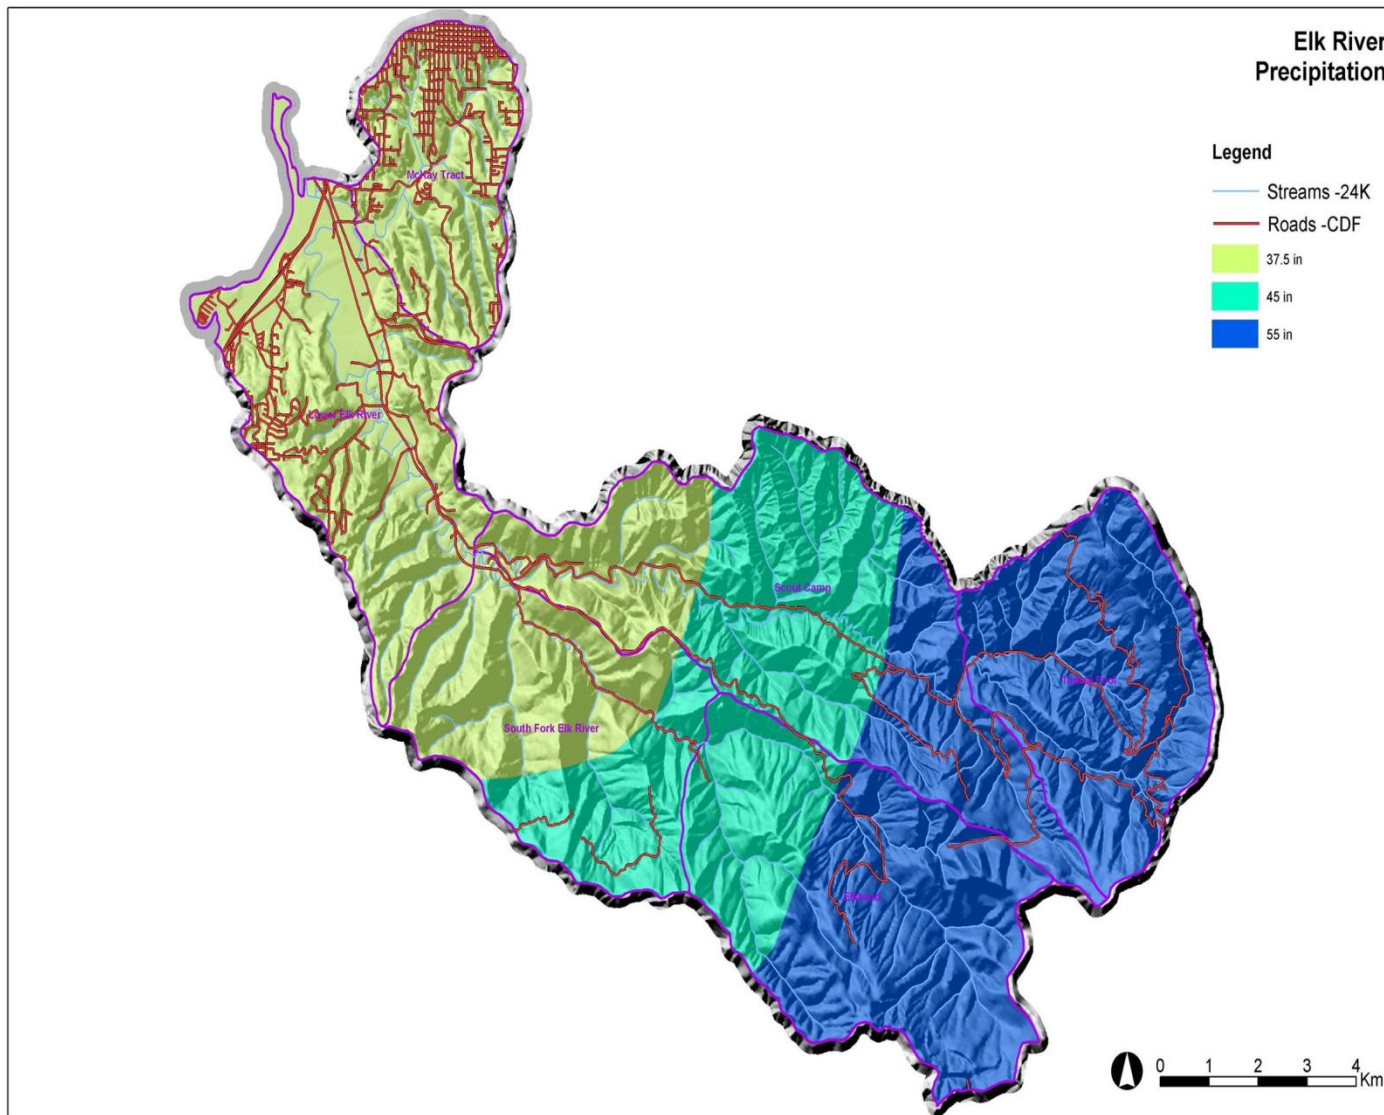 Elk River
Precipitation
Legend
Streams -24K
Roads -CDF
37.5 in
45 in
55 in
McKay Tract
Lower Elk River
Scout Camp
South Fork Elk River
0 1 2 3 4
Km